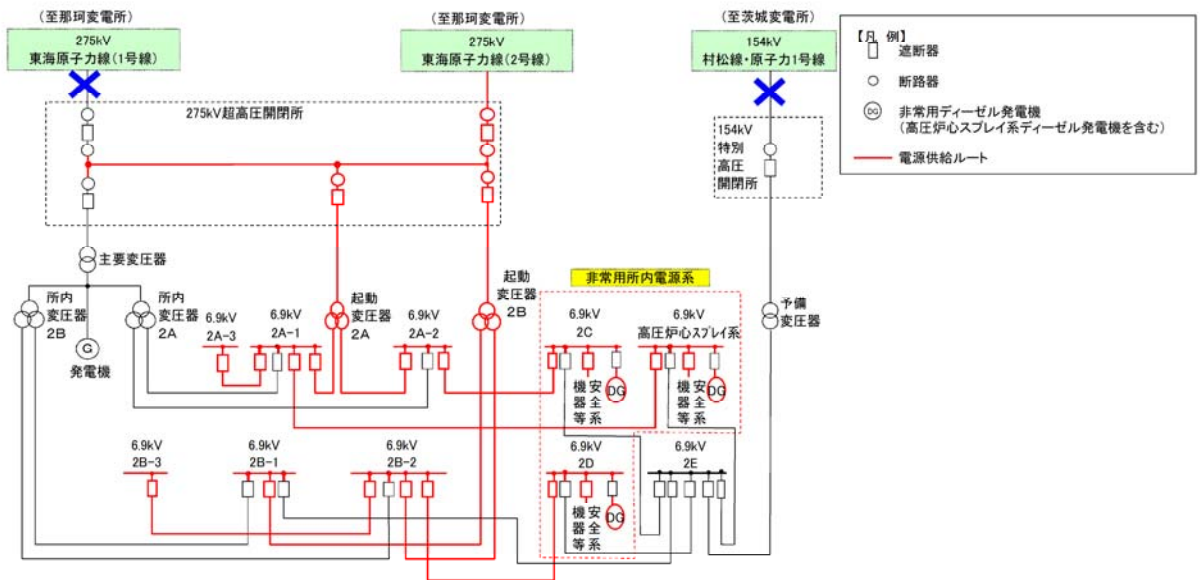 (至那珂変電所)
275kV
東海原子力線(1号線)
(至那珂変電所)
275kV
東海原子力線(2号線)
(至茨城変電所)
154kV
村松線・原子力1号線
【凡 例】
遮断器
断路器
DG
非常用ディーゼル発電機
(高圧炉心スプレイ系ディーゼル発電機を含む)
電源供給ルート
275kV超高圧開閉所
154kV
特別
高圧
開閉所
主要変圧器
所内
変圧器
2B
所内
変圧器
2A
G
発電機
6.9kV
2A-3
6.9kV
2A-1
起動
変圧器
2A
6.9kV
2A-2
起動
変圧器
2B
非常用所内電源系
6.9kV
2C
安全系
機器等
DG
6.9kV
高圧炉心スプレイ系
安全系
機器等
DG
予備
変圧器
6.9kV
2B-3
6.9kV
2B-1
6.9kV
2B-2
6.9kV
2D
安全系
機器等
DG
6.9kV
2E